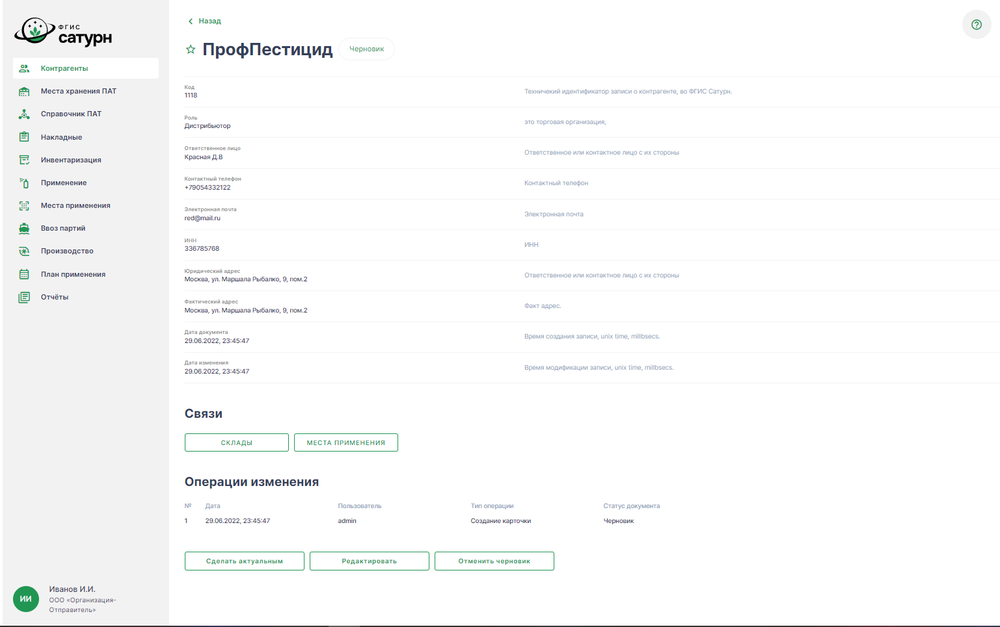 ФГИС
сатурн
Контрагенты
Места хранения ПАТ
Справочник ПАТ
Накладные
Инвентаризация
Применение
Места применения
Ввоз партий
Производство
План применения
Отчёты
ИИ
Иванов И.И.
ООО «Организация-
Отправитель»
Назад
ПрофПестицид
Черновик
Код
1118
Техничекий идентификатор записи о контрагенте, во ФГИС Сатурн.
Роль
Дистрибьютор
это торговая организация,
Ответственное лицо
Красная Д.В
Ответственное или контактное лицо с их стороны
Контактный телефон
+79054332122
Контактный телефон
Электронная почта
red@mail.ru
Электронная почта
ИНН
336785768
ИНН
Юридический адрес
Москва, ул. Маршала Рыбалко, 9, пом.2
Ответственное или контактное лицо с их стороны
Фактический адрес
Москва, ул. Маршала Рыбалко, 9, пом.2
Факт адрес.
Дата документа
29.06.2022, 23:45:47
Время создания записи, unix time, millbsecs.
Дата изменения
29.06.2022, 23:45:47
Время модификации записи, unix time, millbsecs.
Связи
СКЛАДЫ
МЕСТА ПРИМЕНЕНИЯ
Операции изменения
№ Дата Пользователь Тип операции Статус документа
1 29.06.2022, 23:45:47 admin Создание карточки Черновик
Сделать актуальным
Редактировать
Отменить черновик